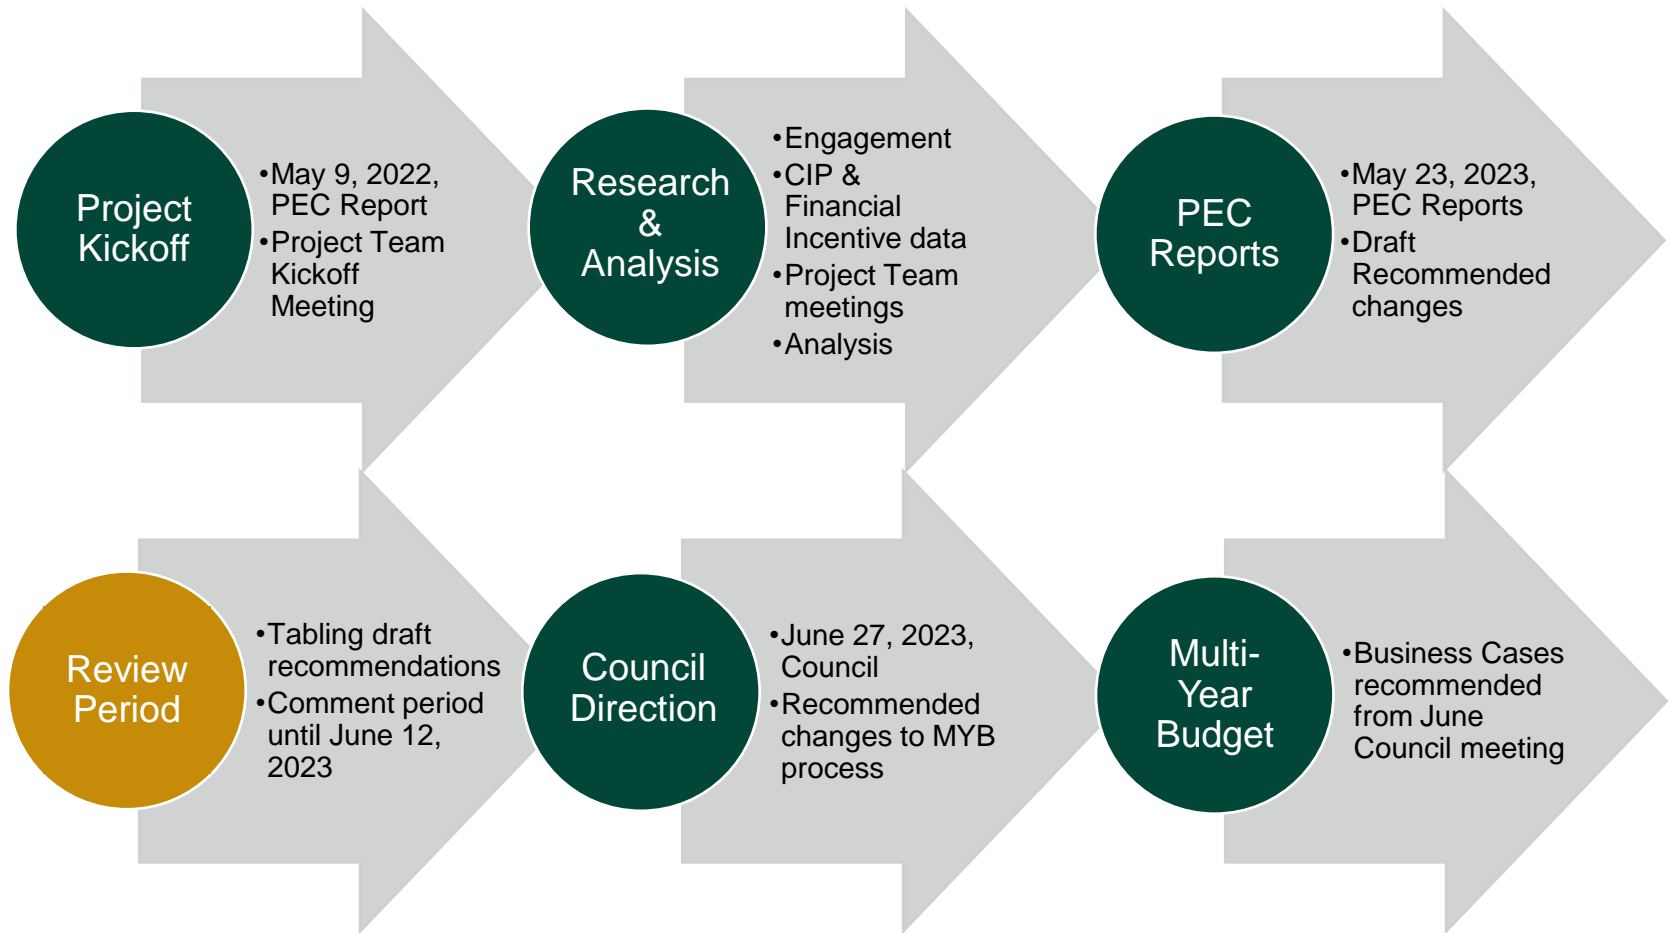 Project
Kickoff
•May 9, 2022,
PEC Report
•Project Team
Kickoff
Meeting
Research
&
Analysis
•Engagement
•CIP &
Financial
Incentive data
•Project Team
meetings
•Analysis
PEC
Reports
•May 23, 2023,
PEC Reports
•Draft
Recommended
changes
Review
Period
•Tabling draft
recommendations
•Comment period
until June 12,
2023
Council
Direction
•June 27, 2023,
Council
•Recommended
changes to MYB
process
Multi-
Year
Budget
•Business Cases
recommended
from June
Council meeting